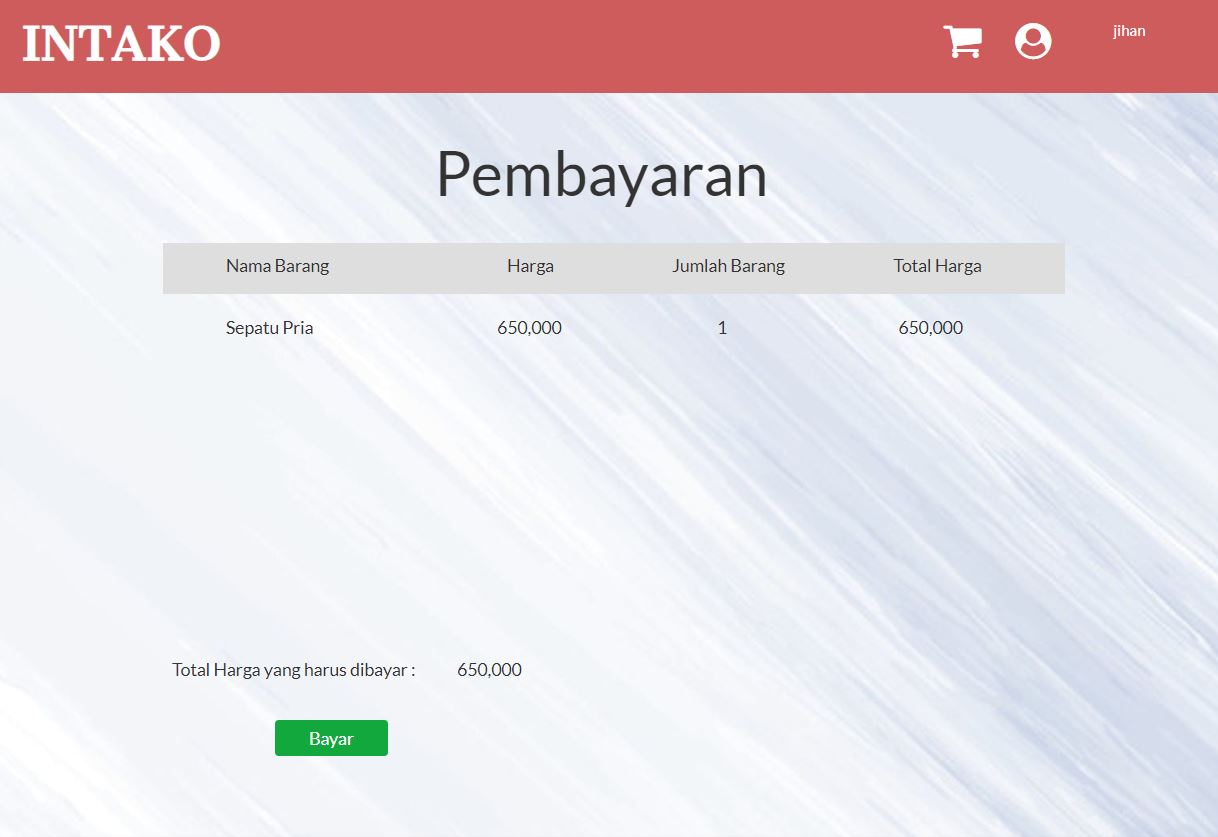 INTAKO jihan
Pembayaran
Nama Barang Harga Jumlah Barang Total Harga
Sepatu Pria 650,000 1 650,000
Total Harga yang harus dibayar : 650,000
Bayar